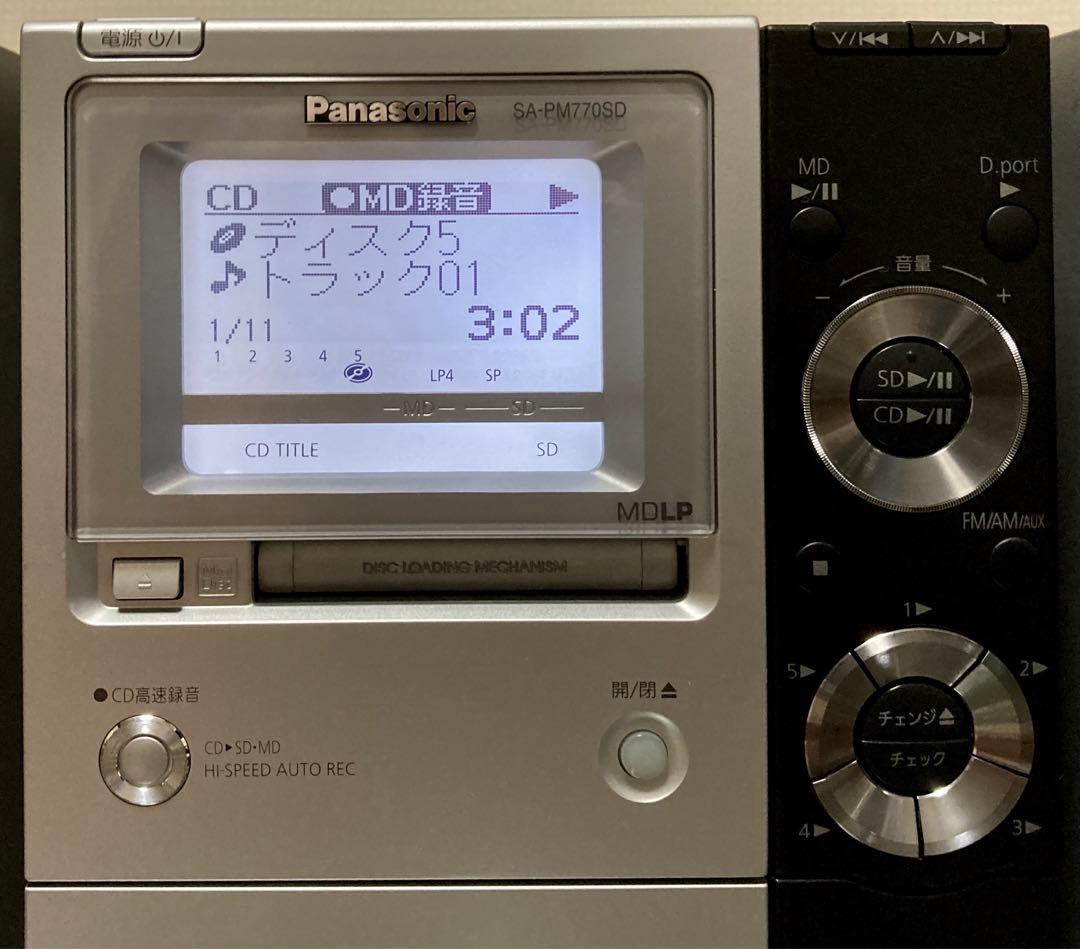 電源 ⏻/I
∨/⏮
∧/⏭
Panasonic SA-PM770SD
CD ●MD録音 ▶
ディスク5
トラック01
1/11 3:02
1 2 3 4 5
LP4 SP
MD SD
CD TITLE SD
MDLP
DISC LOADING MECHANISM
MD
▶/⏸
D.port
▶
音量
− +
SD▶/⏸
CD▶/⏸
FM/AM/AUX
■
⏏
●CD高速録音
CD▶SD・MD
HI-SPEED AUTO REC
開/閉⏏
1▶
5▶
2▶
チェンジ⏏
チェック
4▶
3▶